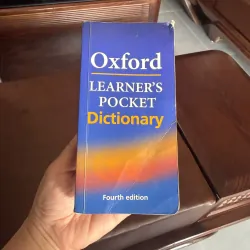 Oxford
LEARNER'S
POCKET
Dictionary
Fourth edition